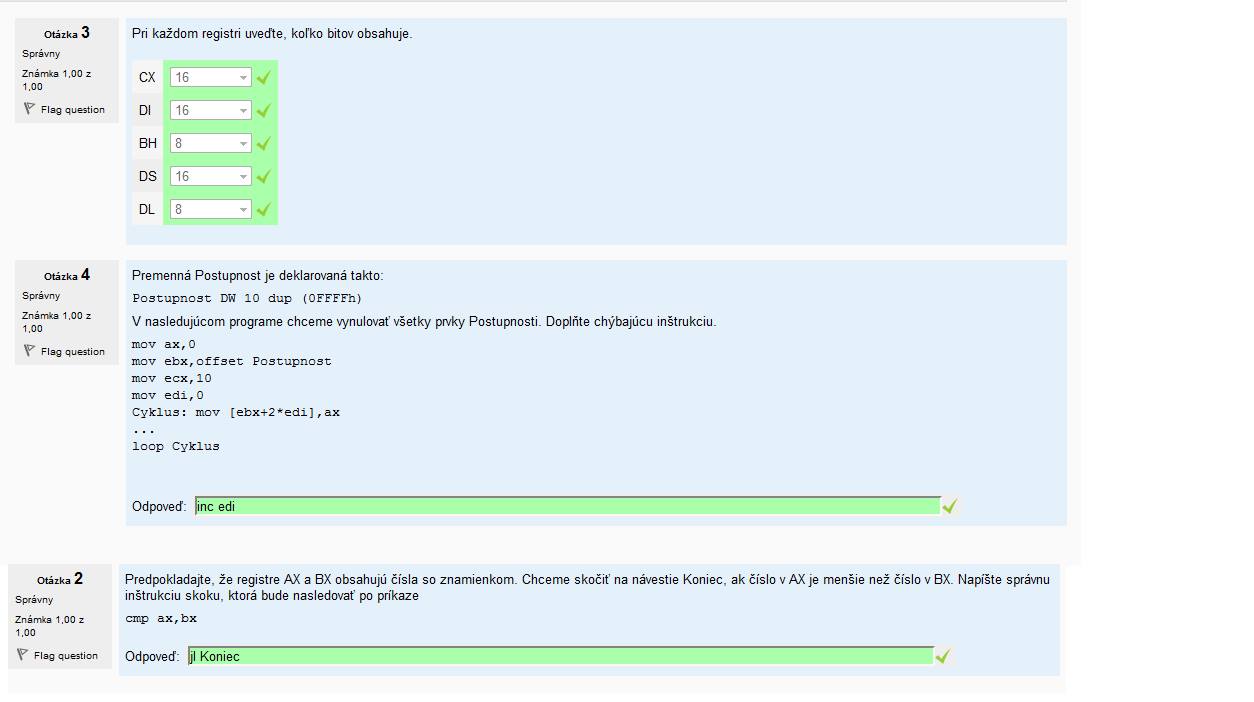 Otázka 3
Správny
Známka 1,00 z
1,00
Flag question
Pri každom registri uveďte, koľko bitov obsahuje.
CX 16
DI 16
BH 8
DS 16
DL 8
Otázka 4
Správny
Známka 1,00 z
1,00
Flag question
Premenná Postupnost je deklarovaná takto:
Postupnost DW 10 dup (0FFFFh)
V nasledujúcom programe chceme vynulovať všetky prvky Postupnosti. Doplňte chýbajúcu inštrukciu.
mov ax,0
mov ebx,offset Postupnost
mov ecx,10
mov edi,0
Cyklus: mov [ebx+2*edi],ax
...
loop Cyklus
Odpoveď: inc edi
Otázka 2
Správny
Známka 1,00 z
1,00
Flag question
Predpokladajte, že registre AX a BX obsahujú čísla so znamienkom. Chceme skočiť na návestie Koniec, ak číslo v AX je menšie než číslo v BX. Napíšte správnu
inštrukciu skoku, ktorá bude nasledovať po príkaze
cmp ax,bx
Odpoveď: jl Koniec